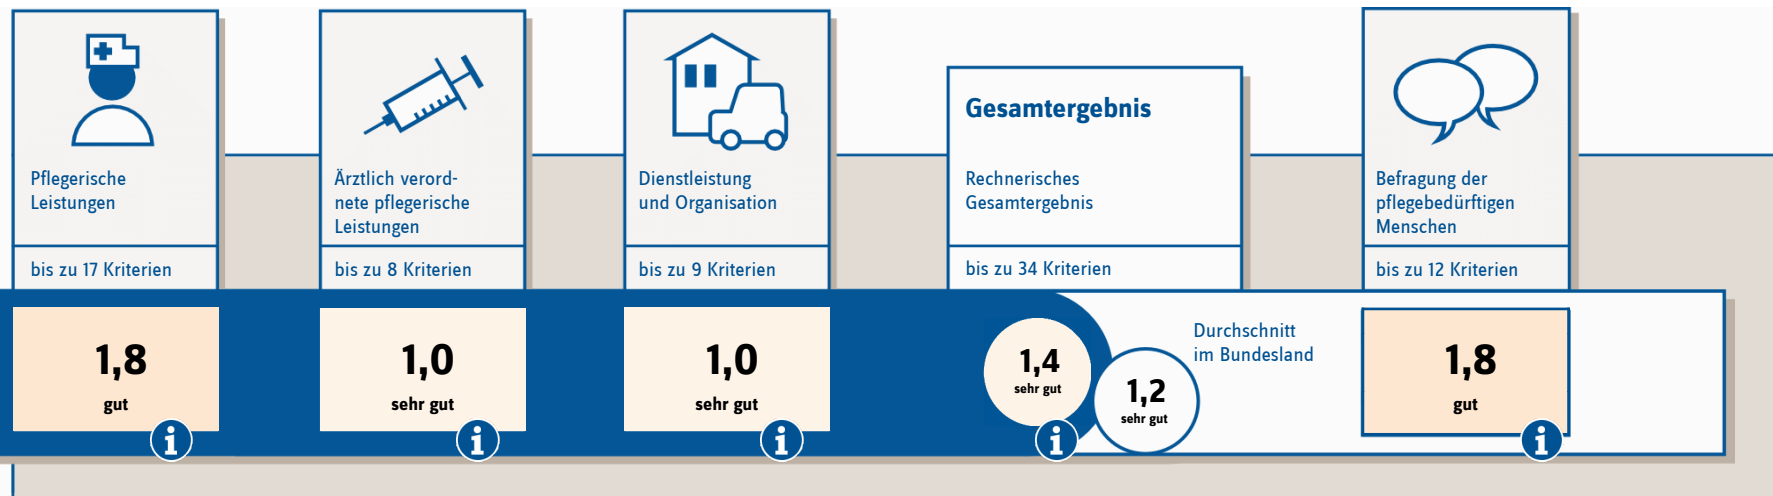 Pflegerische
Leistungen
bis zu 17 Kriterien
1,8
gut
i
Ärztlich verord-
nete pflegerische
Leistungen
bis zu 8 Kriterien
1,0
sehr gut
i
Dienstleistung
und Organisation
bis zu 9 Kriterien
1,0
sehr gut
i
Gesamtergebnis
Rechnerisches
Gesamtergebnis
bis zu 34 Kriterien
1,4
sehr gut
i
1,2
sehr gut
Durchschnitt
im Bundesland
Befragung der
pflegebedürftigen
Menschen
bis zu 12 Kriterien
1,8
gut
i